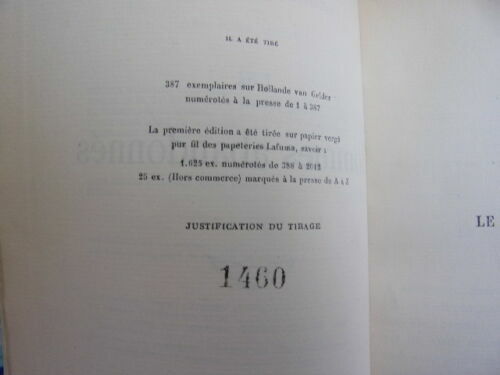 IL A ÉTÉ TIRÉ
387 exemplaires sur Hollande van Gelder
numérotés à la presse de 1 à 387
La première édition a été tirée sur papier vergé
pur fil des papeteries Lafuma, savoir :
1.625 ex. numérotés de 388 à 2012
25 ex. (Hors commerce) marqués à la presse de A à Z
JUSTIFICATION DU TIRAGE
1460
LE